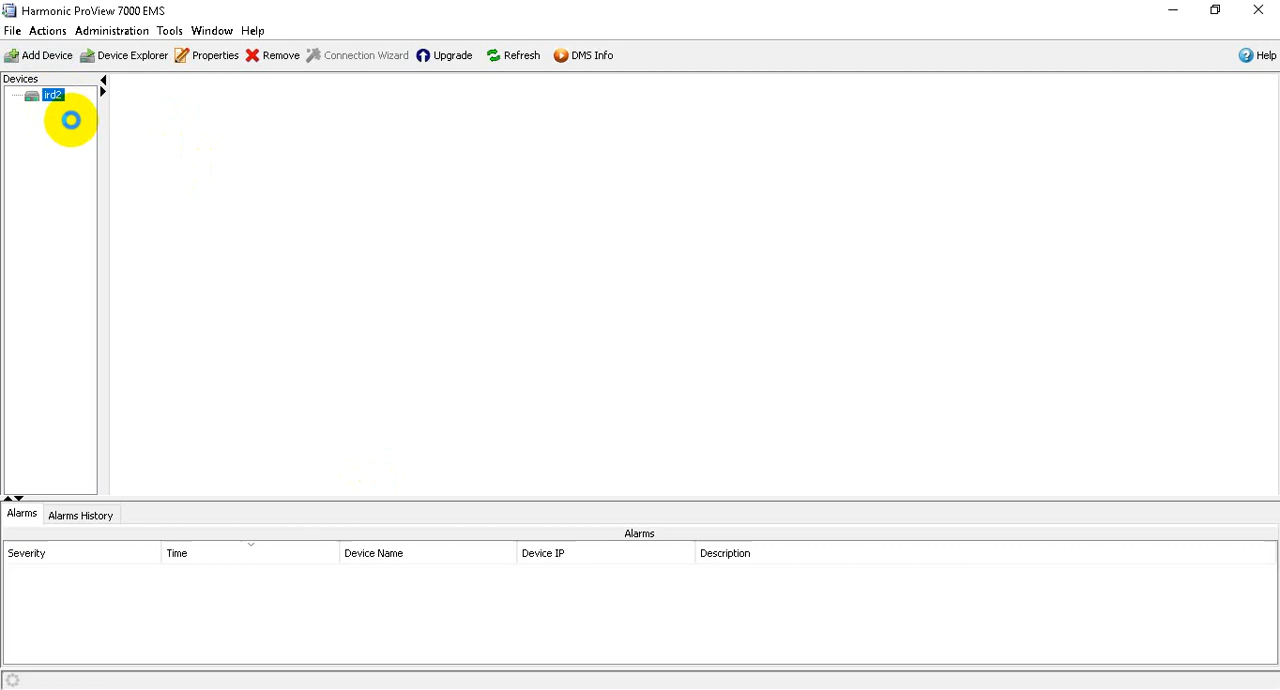 Harmonic ProView 7000 EMS
File Actions Administration Tools Window Help
Add Device Device Explorer Properties Remove Connection Wizard Upgrade Refresh DMS Info Help
Devices
ird2
Alarms Alarms History
Alarms
Severity Time Device Name Device IP Description